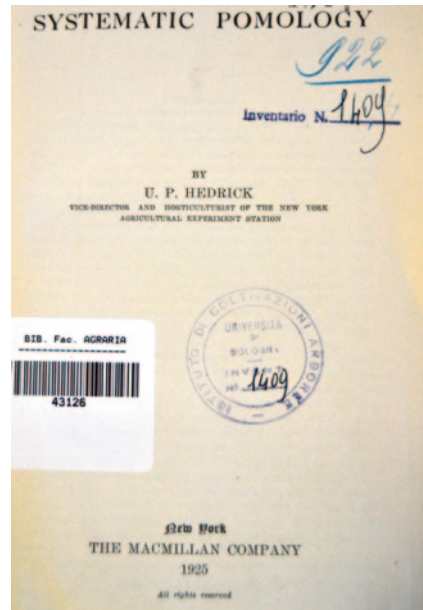 SYSTEMATIC POMOLOGY
922
Inventario N. 1409
BY
U. P. HEDRICK
VICE-DIRECTOR AND HORTICULTURIST OF THE NEW YORK
AGRICULTURAL EXPERIMENT STATION
ISTITUTO DI COLTIVAZIONI ARBOREE
UNIVERSITÀ
DI
BOLOGNA
INVENT
1409
BIB. Fac. AGRARIA
43126
New York
THE MACMILLAN COMPANY
1925
All rights reserved